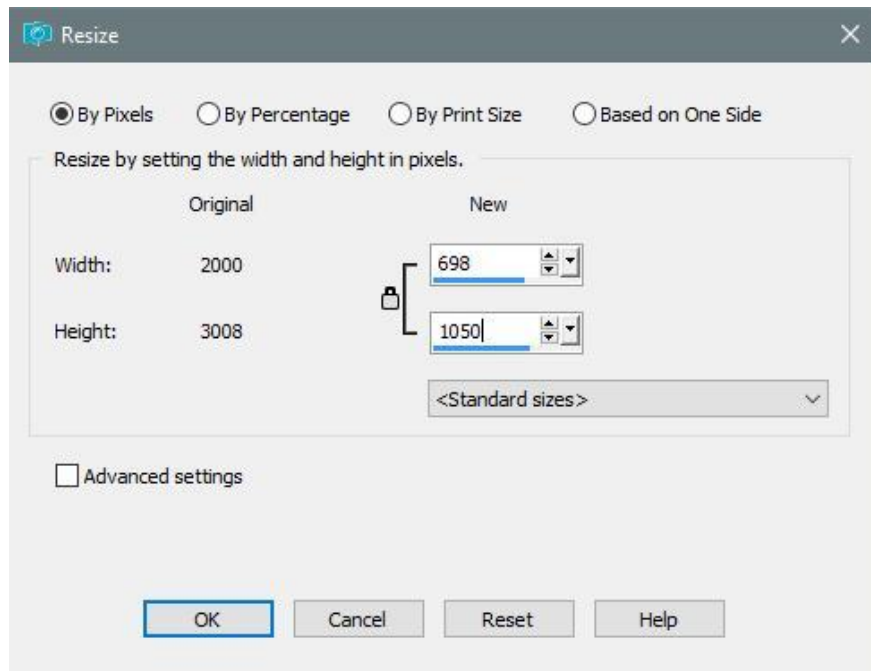 Resize
By Pixels By Percentage By Print Size Based on One Side
Resize by setting the width and height in pixels.
Original New
Width: 2000 698
Height: 3008 1050
<Standard sizes>
Advanced settings
OK Cancel Reset Help